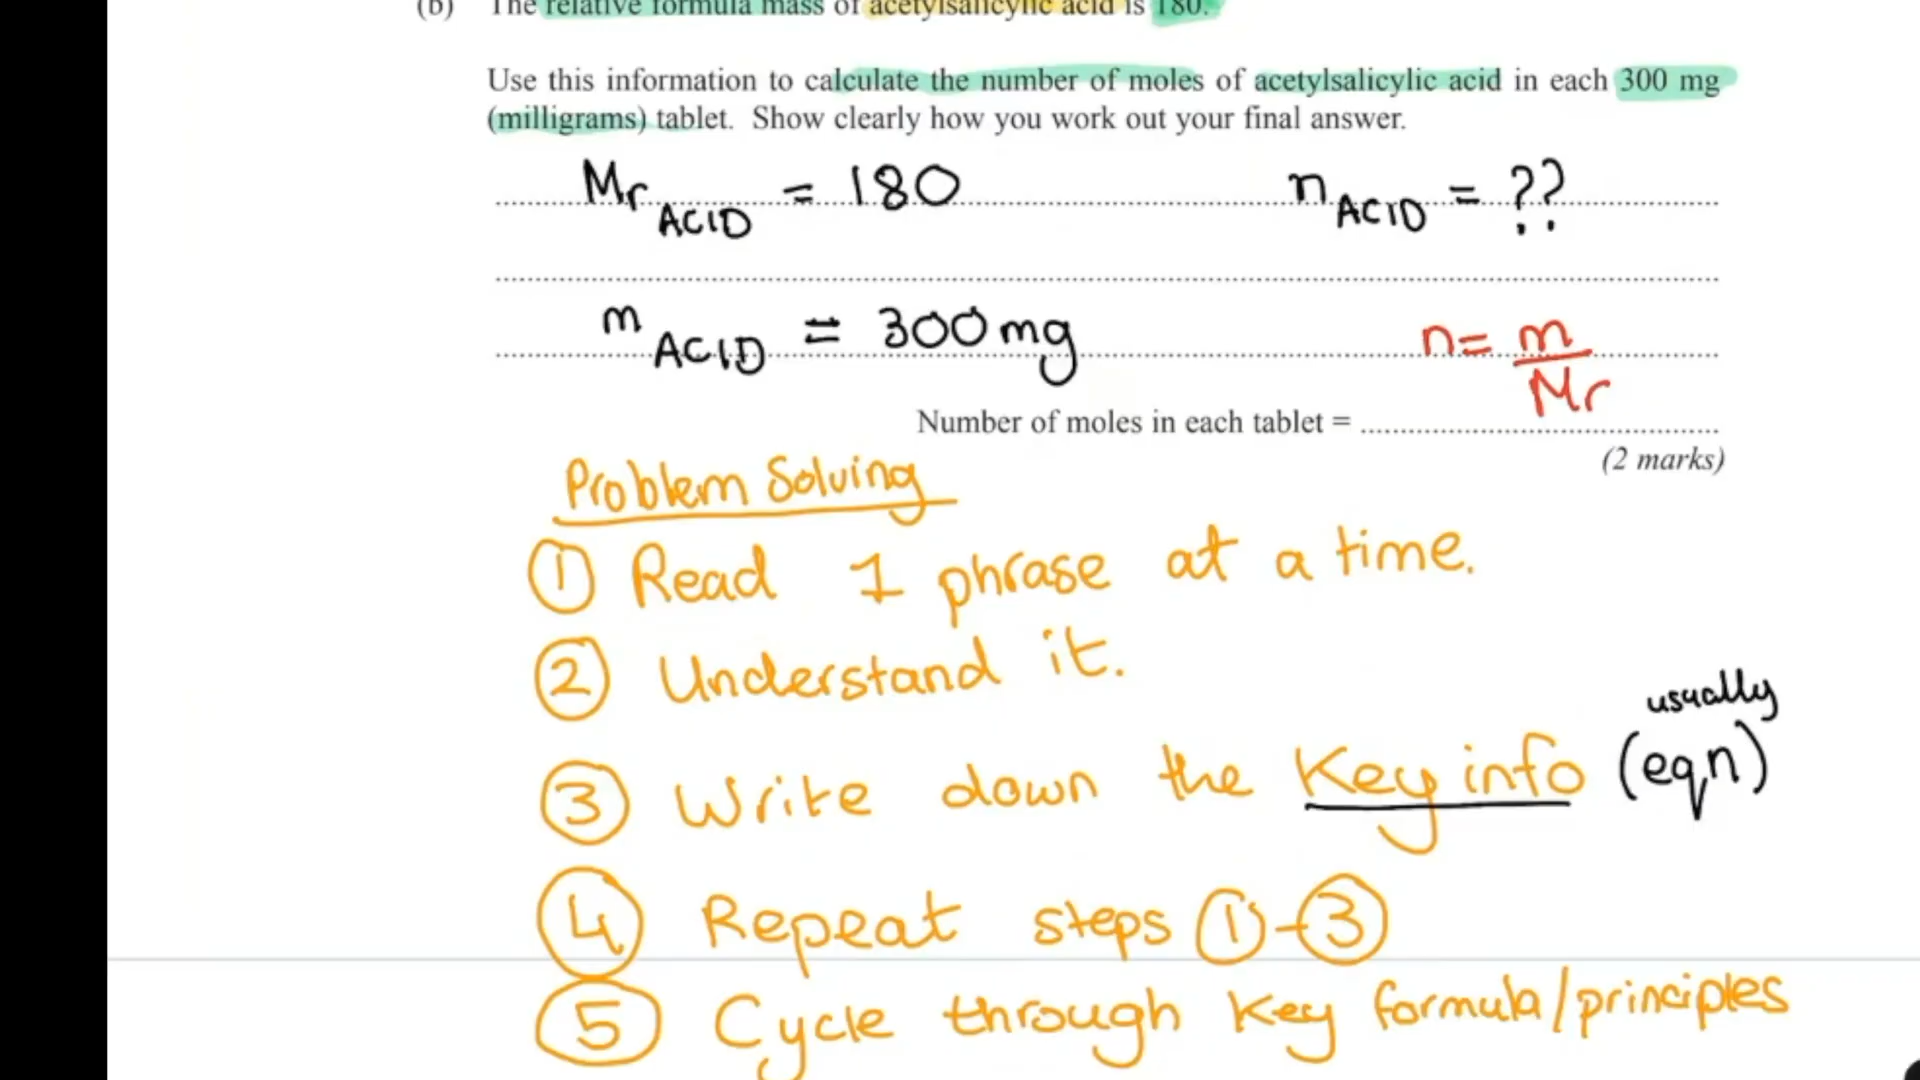 (b) The relative formula mass of acetylsalicylic acid is 180.
Use this information to calculate the number of moles of acetylsalicylic acid in each 300 mg
(milligrams) tablet. Show clearly how you work out your final answer.
Mr ACID = 180 n ACID = ??
m ACID = 300 mg n = m/Mr
Number of moles in each tablet =
(2 marks)
Problem Solving
① Read 1 phrase at a time.
② Understand it.
usually
③ Write down the Key info (eqn)
④ Repeat steps ①-③
⑤ Cycle through Key formula/principles